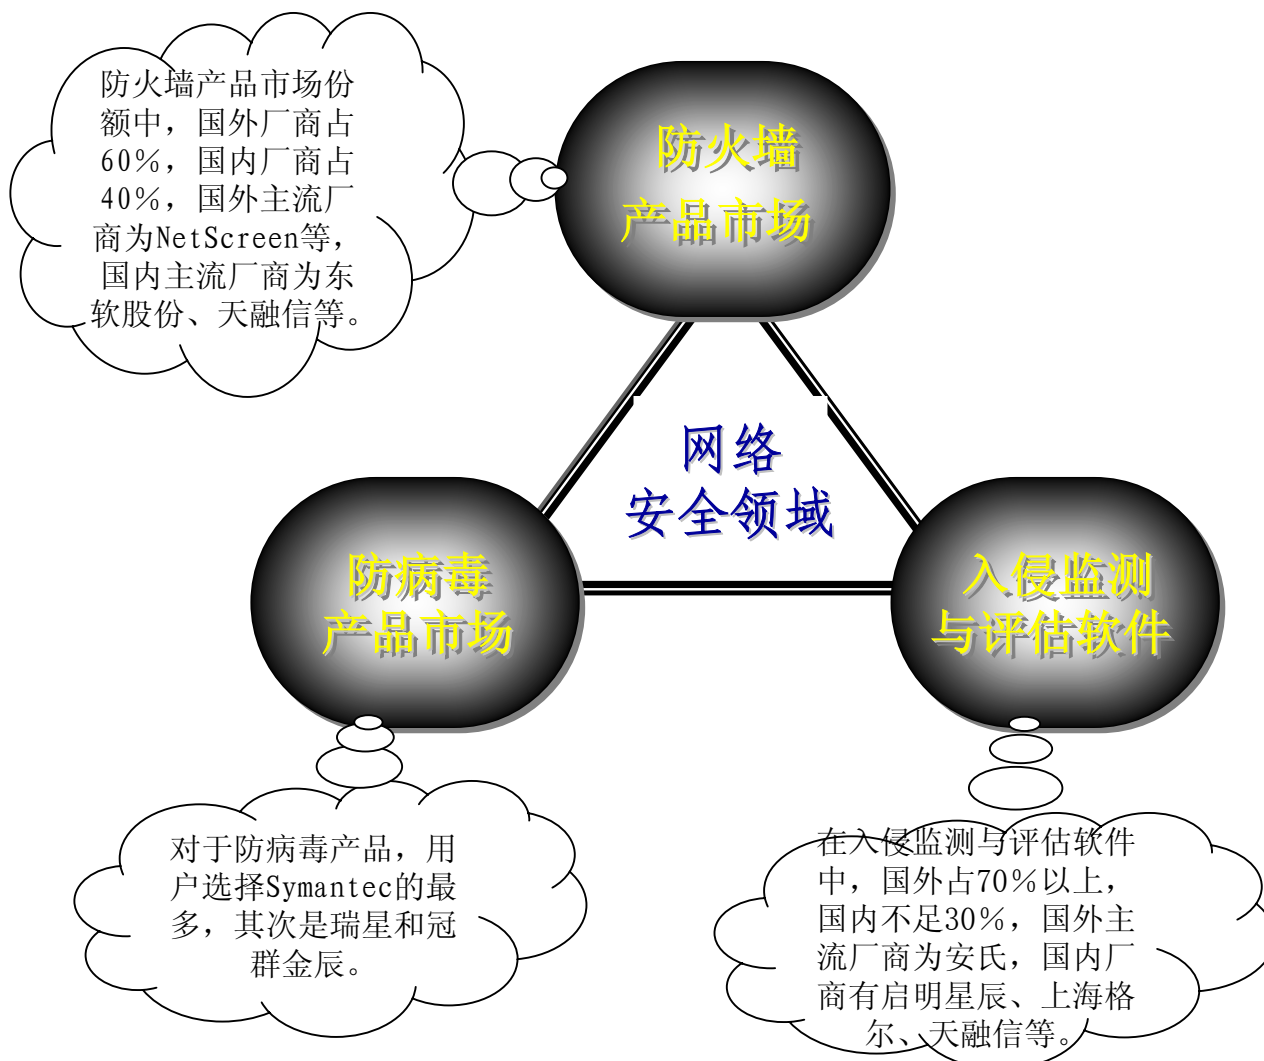 防火墙产品市场份
额中，国外厂商占
60％，国内厂商占
40％，国外主流厂
商为NetScreen等，
国内主流厂商为东
软股份、天融信等。
防火墙
产品市场
网络
安全领域
防病毒
产品市场
入侵监测
与评估软件
对于防病毒产品，用
户选择Symantec的最
多，其次是瑞星和冠
群金辰。
在入侵监测与评估软件
中，国外占70％以上，
国内不足30％，国外主
流厂商为安氏，国内厂
商有启明星辰、上海格
尔、天融信等。